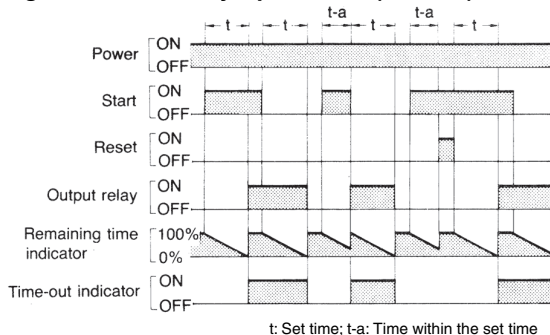 t t t-a t t-a t
Power ON
OFF
Start ON
OFF
Reset ON
OFF
Output relay ON
OFF
Remaining time indicator 100%
0%
Time-out indicator ON
OFF
t: Set time; t-a: Time within the set time